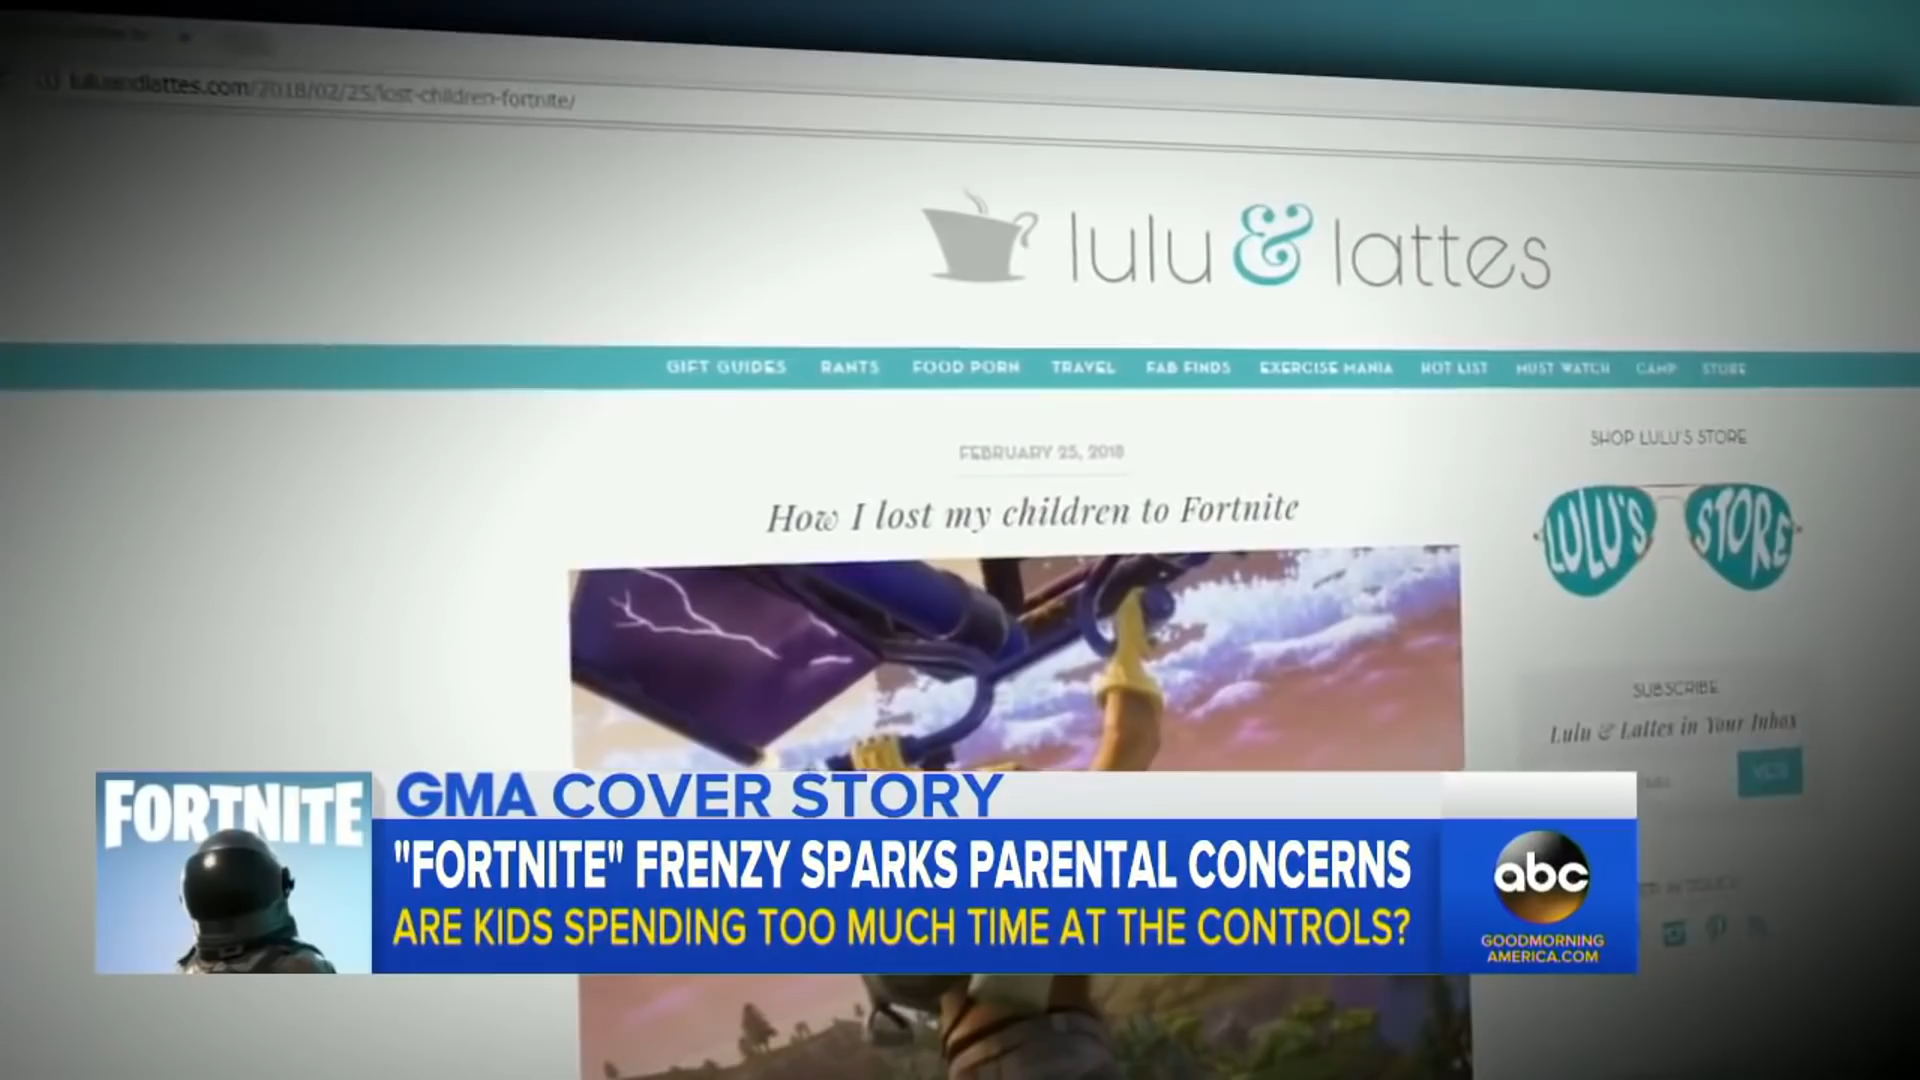 luluandlattes.com/2018/02/25/lost-children-fortnite/
lulu & lattes
GIFT GUIDES RANTS FOOD PORN TRAVEL FAB FINDS EXERCISE MANIA HOT LIST MUST WATCH CAMP STORE
FEBRUARY 25, 2018
How I lost my children to Fortnite
SHOP LULU'S STORE
LULU'S STORE
SUBSCRIBE
Lulu & Lattes in Your Inbox
YES!
FORTNITE
GMA COVER STORY
"FORTNITE" FRENZY SPARKS PARENTAL CONCERNS
ARE KIDS SPENDING TOO MUCH TIME AT THE CONTROLS?
abc
GOODMORNING
AMERICA.COM